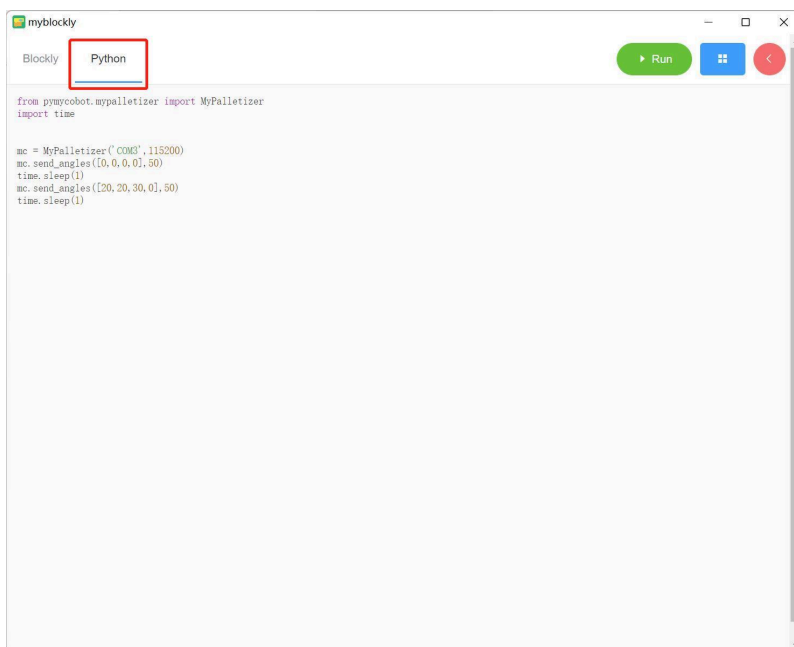 myblockly
Blockly Python Run
from pymycobot.mypalletizer import MyPalletizer
import time
mc = MyPalletizer('COM3',115200)
mc.send_angles([0,0,0,0],50)
time.sleep(1)
mc.send_angles([20,20,30,0],50)
time.sleep(1)